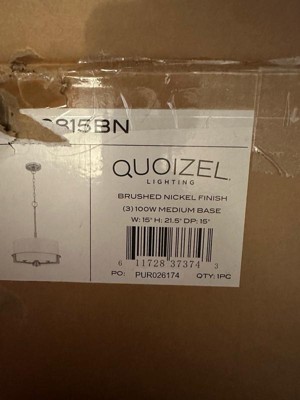 815BN
QUOIZEL
LIGHTING
BRUSHED NICKEL FINISH
(3) 100W MEDIUM BASE
W: 15" H: 21.5" DP: 15"
6 11728 37374 3
PO: PUR026174 QTY: 1PC